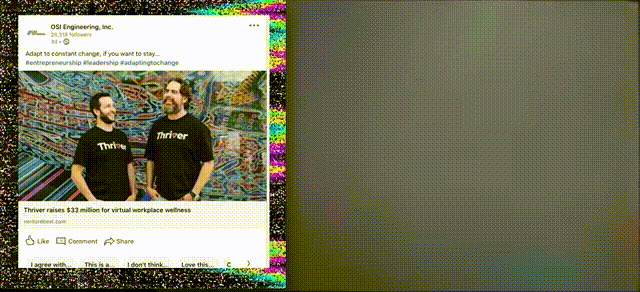 OSI Engineering, Inc.
26,318 followers
3d •
Adapt to constant change, if you want to stay...
#entrepreneurship #leadership #adaptingtochange
Thriver Thriver
Thriver raises $33 million for virtual workplace wellness
venturebeat.com
Like Comment Share
I agree with... This is a... I don't think... Love this... C